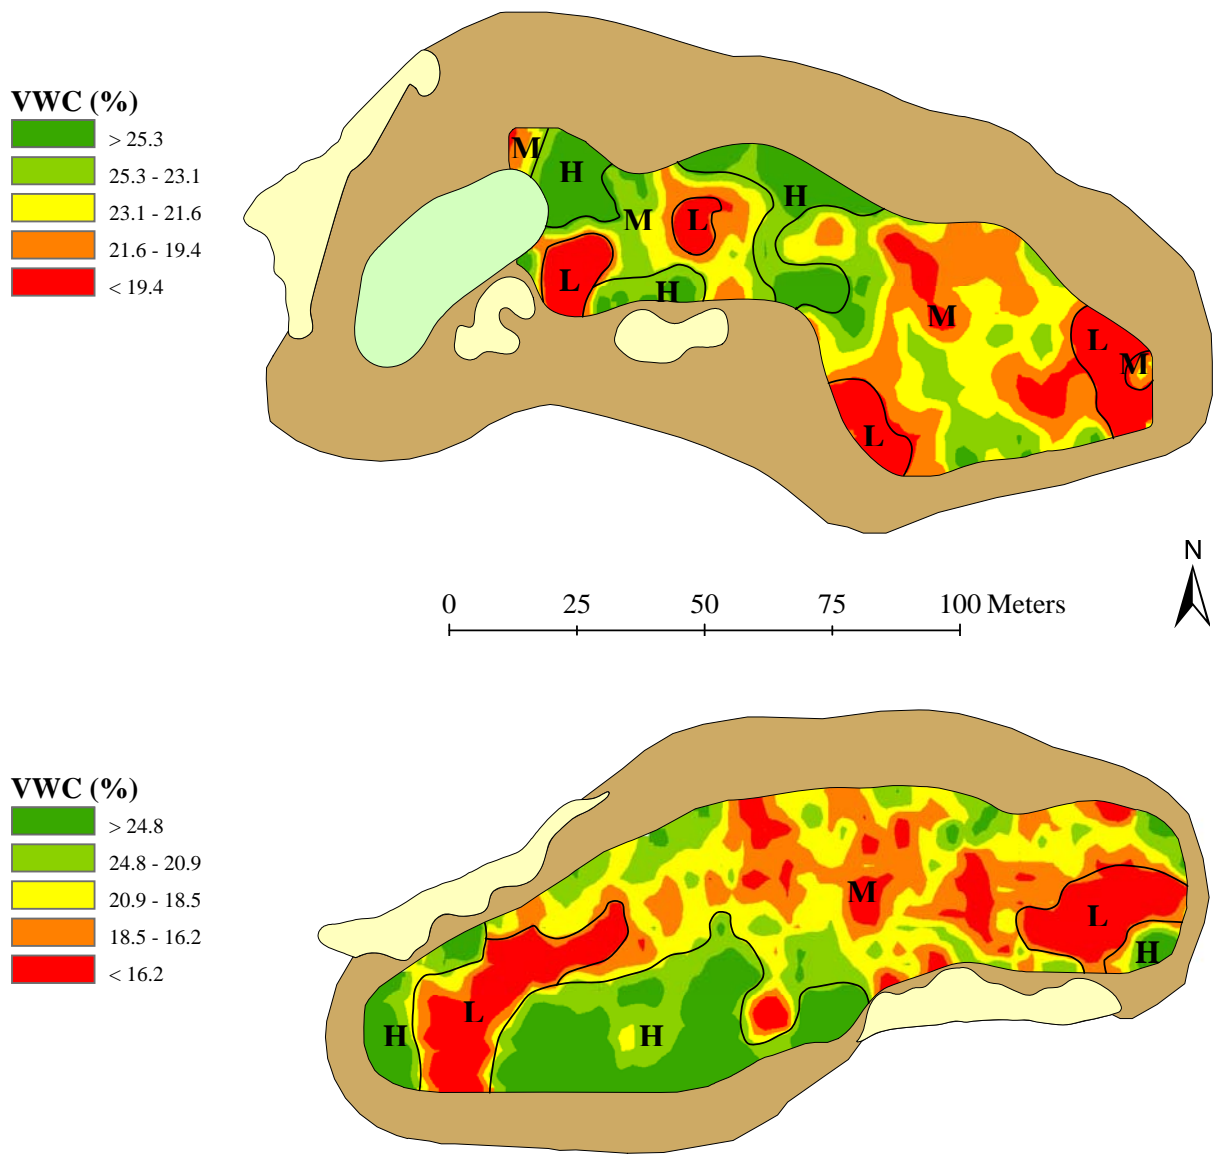 VWC (%)
> 25.3
25.3 - 23.1
23.1 - 21.6
21.6 - 19.4
< 19.4
M
H
H
M
L
L
H
M
L
M
L
N
0 25 50 75 100 Meters
VWC (%)
> 24.8
24.8 - 20.9
20.9 - 18.5
18.5 - 16.2
< 16.2
M
L
H
L
H
H